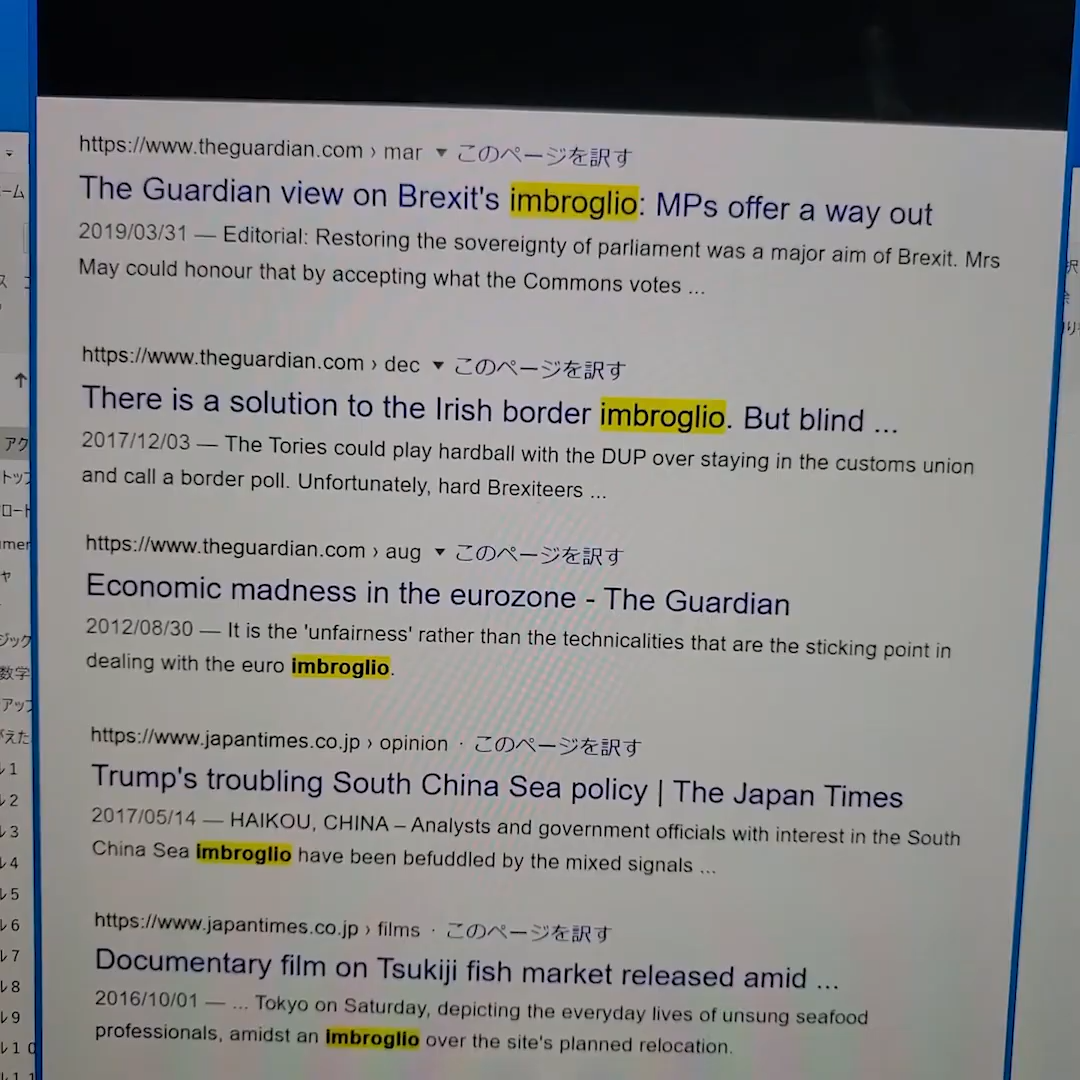 https://www.theguardian.com › mar ▼ このページを訳す
The Guardian view on Brexit's imbroglio: MPs offer a way out
2019/03/31 — Editorial: Restoring the sovereignty of parliament was a major aim of Brexit. Mrs
May could honour that by accepting what the Commons votes ...
https://www.theguardian.com › dec ▼ このページを訳す
There is a solution to the Irish border imbroglio. But blind ...
2017/12/03 — The Tories could play hardball with the DUP over staying in the customs union
and call a border poll. Unfortunately, hard Brexiteers ...
https://www.theguardian.com › aug ▼ このページを訳す
Economic madness in the eurozone - The Guardian
2012/08/30 — It is the 'unfairness' rather than the technicalities that are the sticking point in
dealing with the euro imbroglio.
https://www.japantimes.co.jp › opinion · このページを訳す
Trump's troubling South China Sea policy | The Japan Times
2017/05/14 — HAIKOU, CHINA – Analysts and government officials with interest in the South
China Sea imbroglio have been befuddled by the mixed signals ...
https://www.japantimes.co.jp › films · このページを訳す
Documentary film on Tsukiji fish market released amid ...
2016/10/01 — ... Tokyo on Saturday, depicting the everyday lives of unsung seafood
professionals, amidst an imbroglio over the site's planned relocation.